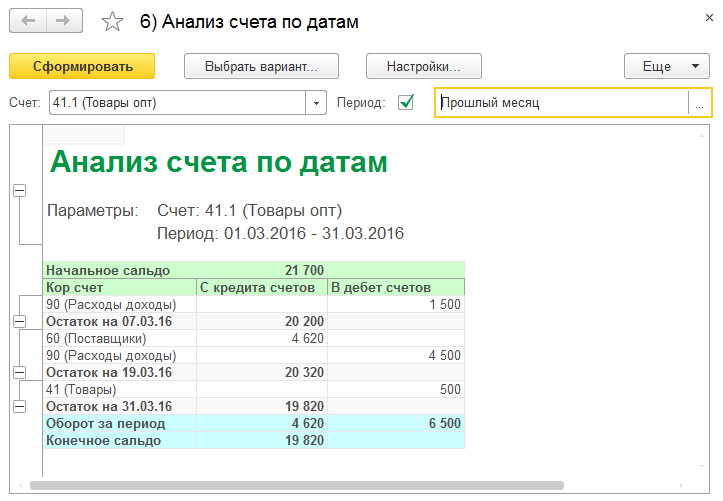 6) Анализ счета по датам
Сформировать Выбрать вариант... Настройки... Еще
Счет: 41.1 (Товары опт) Период: Прошлый месяц ...
Анализ счета по датам
Параметры: Счет: 41.1 (Товары опт)
Период: 01.03.2016 - 31.03.2016
Начальное сальдо 21 700
Кор счет С кредита счетов В дебет счетов
90 (Расходы доходы) 1 500
Остаток на 07.03.16 20 200
60 (Поставщики) 4 620
90 (Расходы доходы) 4 500
Остаток на 19.03.16 20 320
41 (Товары) 500
Остаток на 31.03.16 19 820
Оборот за период 4 620 6 500
Конечное сальдо 19 820